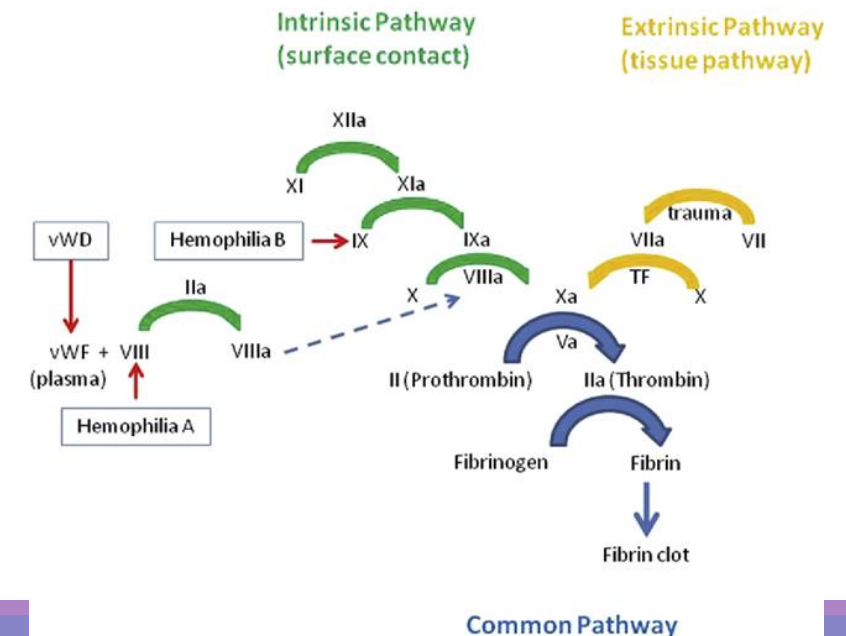 Intrinsic Pathway
(surface contact)
Extrinsic Pathway
(tissue pathway)
XIIa
XI
XIa
trauma
vWD
Hemophilia B
IX
IXa
VIIa
VII
VIIIa
TF
IIa
X
Xa
X
Va
vWF + VIII
(plasma)
VIIIa
II (Prothrombin)
IIa (Thrombin)
Hemophilia A
Fibrinogen
Fibrin
Fibrin clot
Common Pathway